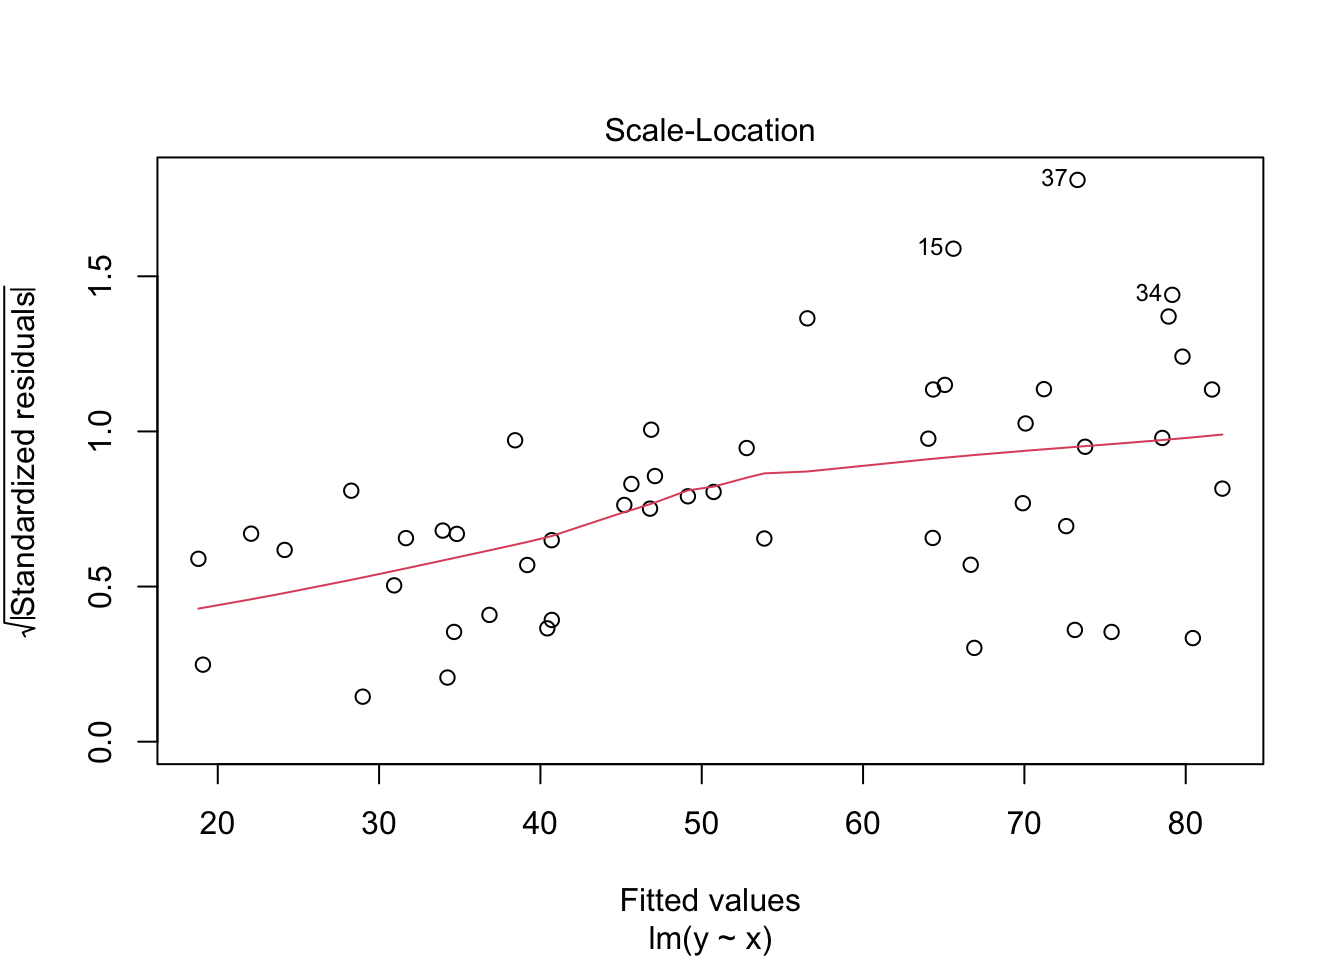 Scale-Location
√|Standardized residuals|
1.5
1.0
0.5
0.0
37
15
34
20 30 40 50 60 70 80
Fitted values
lm(y ~ x)